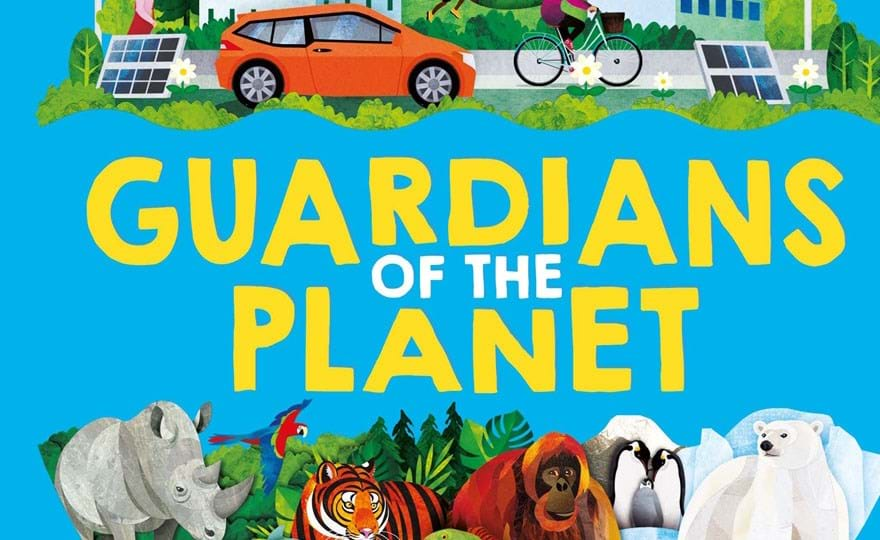 GUARDIANS
OF THE
PLANET